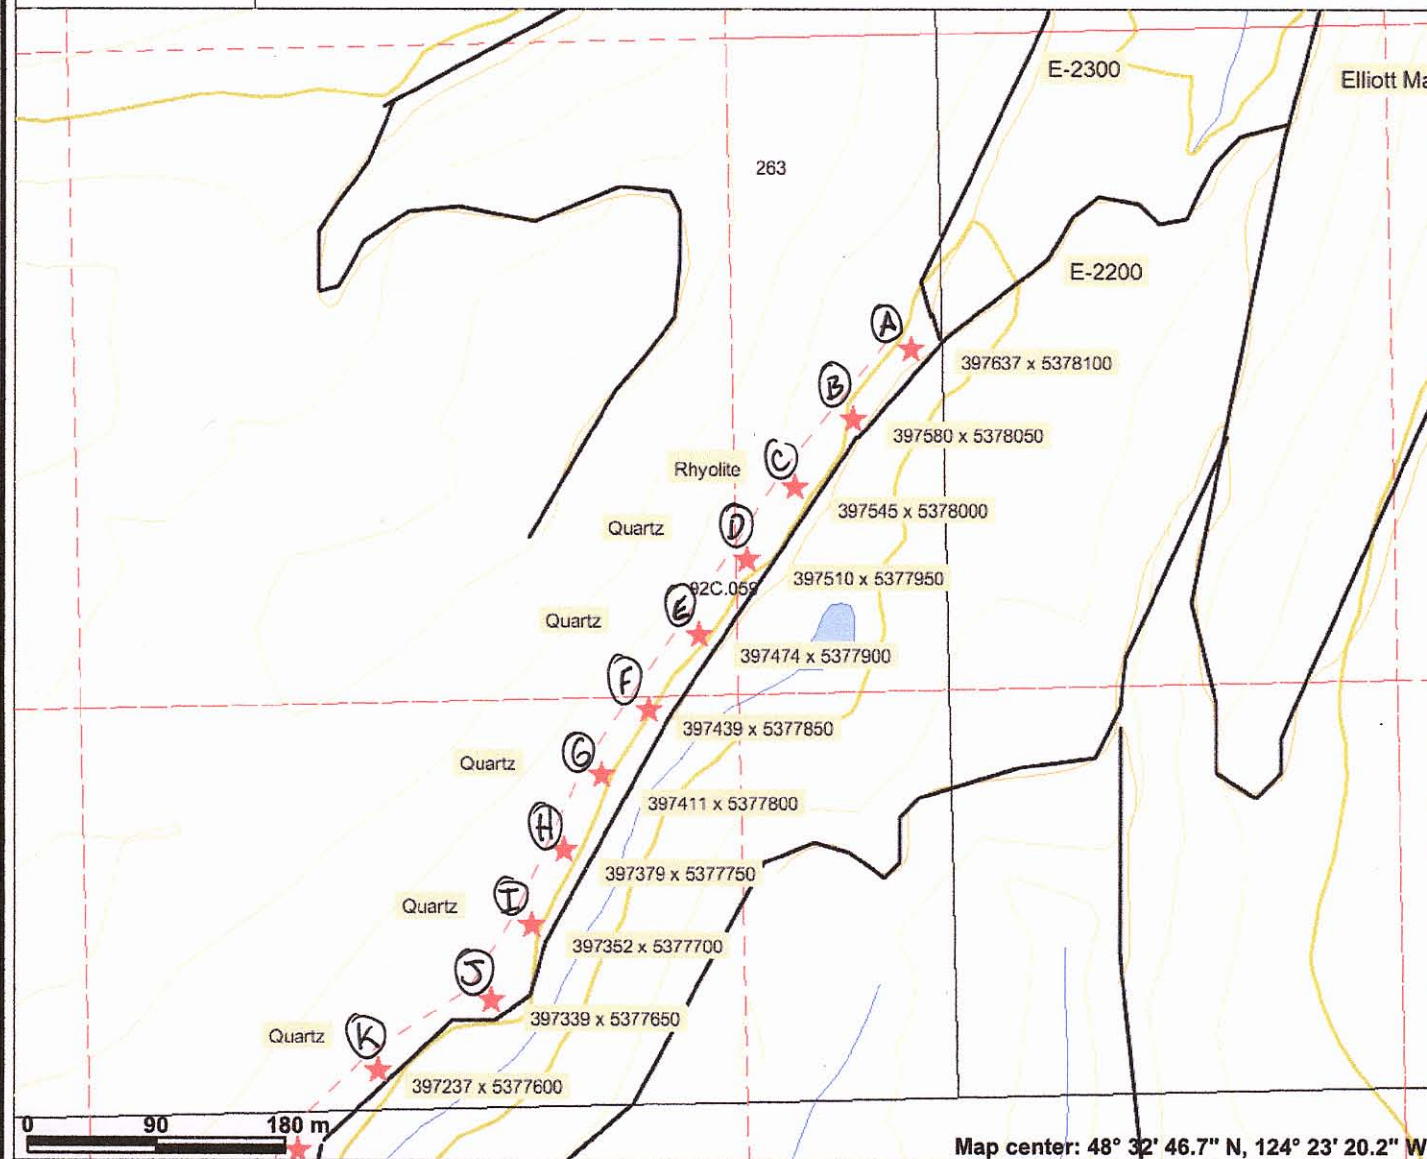 E-2300
Elliott Ma
263
E-2200
A
397637 x 5378100
B
397580 x 5378050
Rhyolite
C
397545 x 5378000
Quartz
D
397510 x 5377950
92C.059
Quartz
E
397474 x 5377900
F
397439 x 5377850
Quartz
G
397411 x 5377800
H
397379 x 5377750
Quartz
I
397352 x 5377700
J
397339 x 5377650
Quartz
K
397237 x 5377600
0 90 180 m
Map center: 48° 32' 46.7" N, 124° 23' 20.2" W